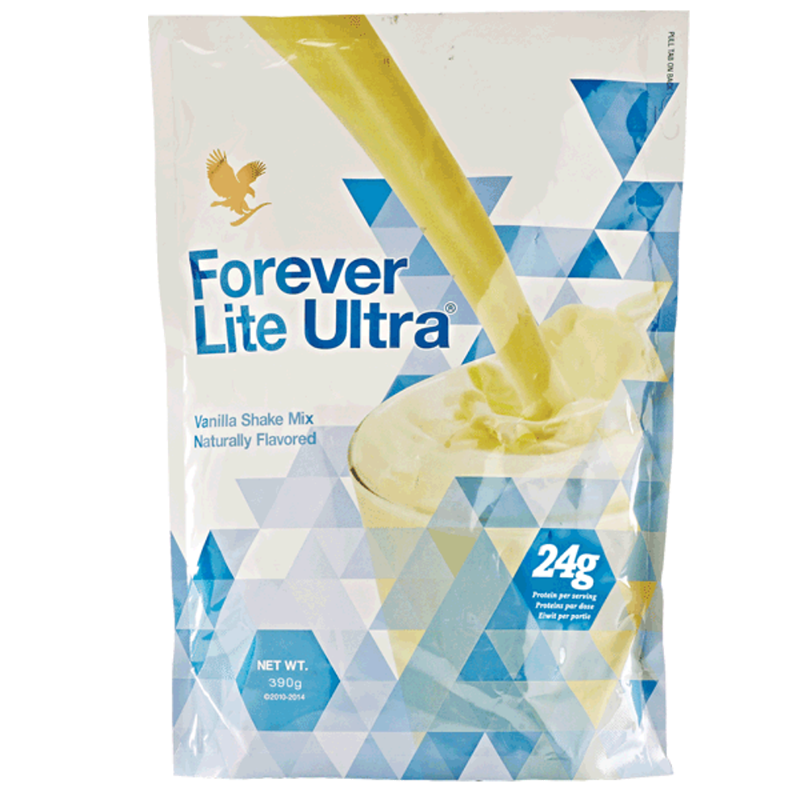 PULL TAB ON BACK
Forever
Lite Ultra®
Vanilla Shake Mix
Naturally Flavored
24g
Protein per serving
Proteins par dose
Eiwit per portie
NET WT.
390g
©2010-2014